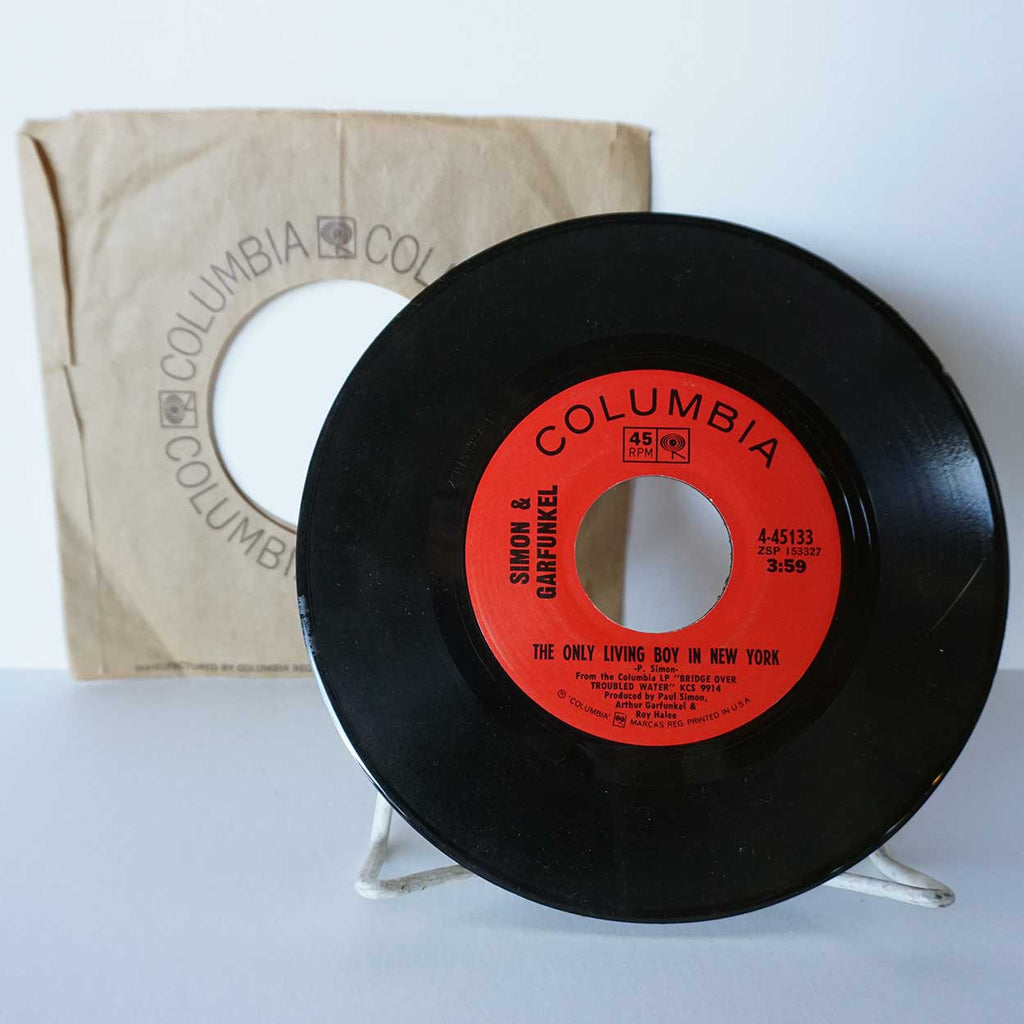 COLUMBIA COL
COLUMBI
MANUFACTURED BY COLUMBIA REC
COLUMBIA
45
RPM
SIMON &
GARFUNKEL
4-45133
ZSP 153327
3:59
THE ONLY LIVING BOY IN NEW YORK
-P. Simon-
From the Columbia LP "BRIDGE OVER
TROUBLED WATER" KCS 9914
Produced by Paul Simon,
Arthur Garfunkel &
Roy Halee
℗ "COLUMBIA" MARCAS REG. PRINTED IN U.S.A.